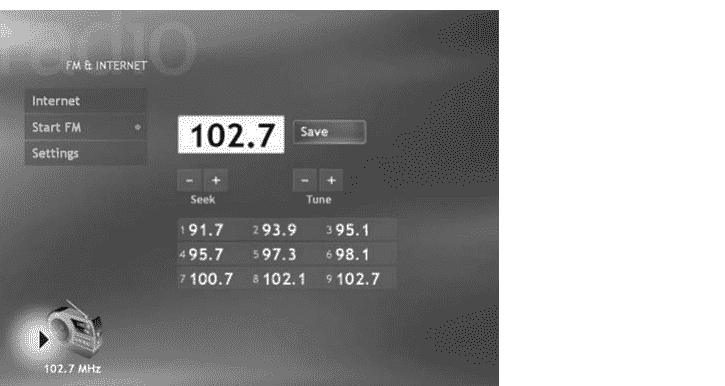 radio
FM & INTERNET
Internet
Start FM
Settings
102.7 Save
- + - +
Seek Tune
1 91.7 2 93.9 3 95.1
4 95.7 5 97.3 6 98.1
7 100.7 8 102.1 9 102.7
102.7 MHz